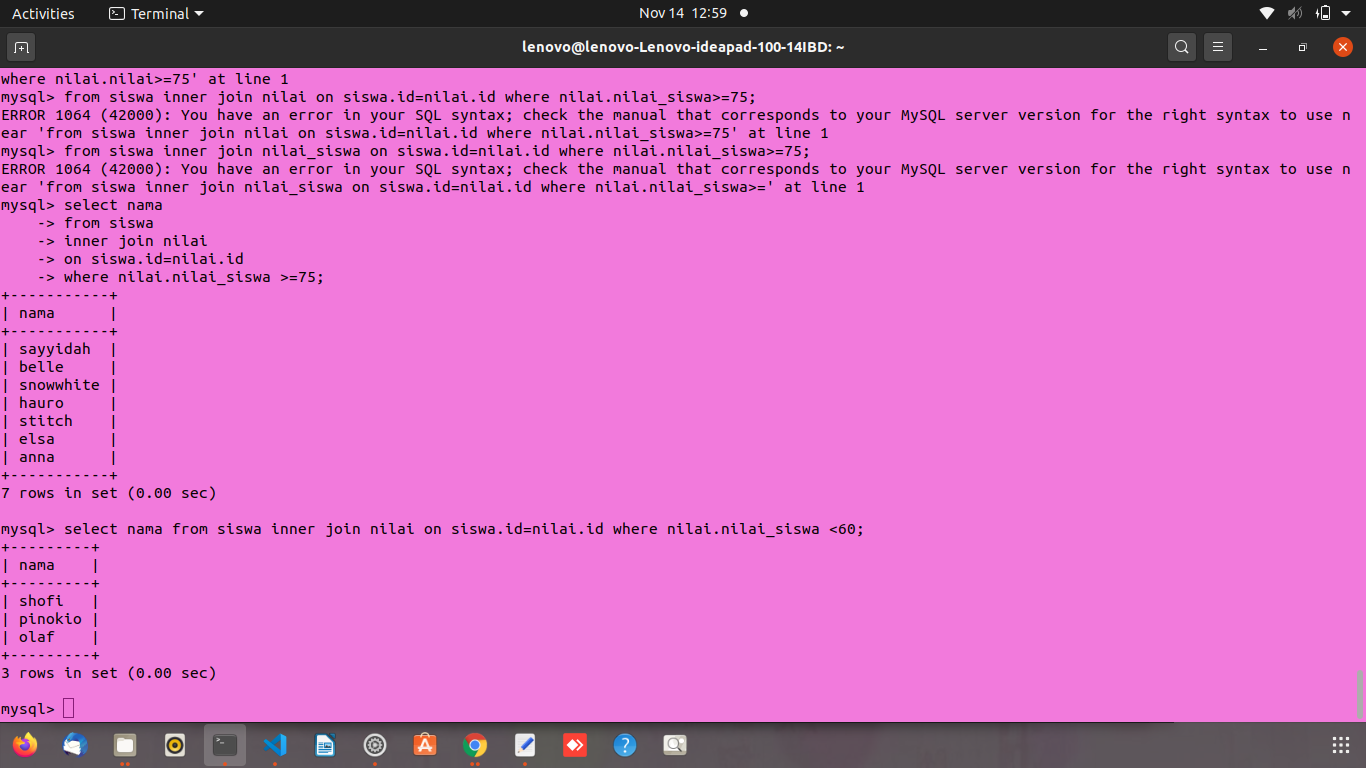 Activities
Terminal
Nov 14 12:59
lenovo@lenovo-Lenovo-ideapad-100-14IBD: ~
where nilai.nilai>=75' at line 1
mysql> from siswa inner join nilai on siswa.id=nilai.id where nilai.nilai_siswa>=75;
ERROR 1064 (42000): You have an error in your SQL syntax; check the manual that corresponds to your MySQL server version for the right syntax to use n
ear 'from siswa inner join nilai on siswa.id=nilai.id where nilai.nilai_siswa>=75' at line 1
mysql> from siswa inner join nilai_siswa on siswa.id=nilai.id where nilai.nilai_siswa>=75;
ERROR 1064 (42000): You have an error in your SQL syntax; check the manual that corresponds to your MySQL server version for the right syntax to use n
ear 'from siswa inner join nilai_siswa on siswa.id=nilai.id where nilai.nilai_siswa>=' at line 1
mysql> select nama
    -> from siswa
    -> inner join nilai
    -> on siswa.id=nilai.id
    -> where nilai.nilai_siswa >=75;
+-----------+
| nama      |
+-----------+
| sayyidah  |
| belle     |
| snowwhite |
| hauro     |
| stitch    |
| elsa      |
| anna      |
+-----------+
7 rows in set (0.00 sec)
mysql> select nama from siswa inner join nilai on siswa.id=nilai.id where nilai.nilai_siswa <60;
+---------+
| nama    |
+---------+
| shofi   |
| pinokio |
| olaf    |
+---------+
3 rows in set (0.00 sec)
mysql>